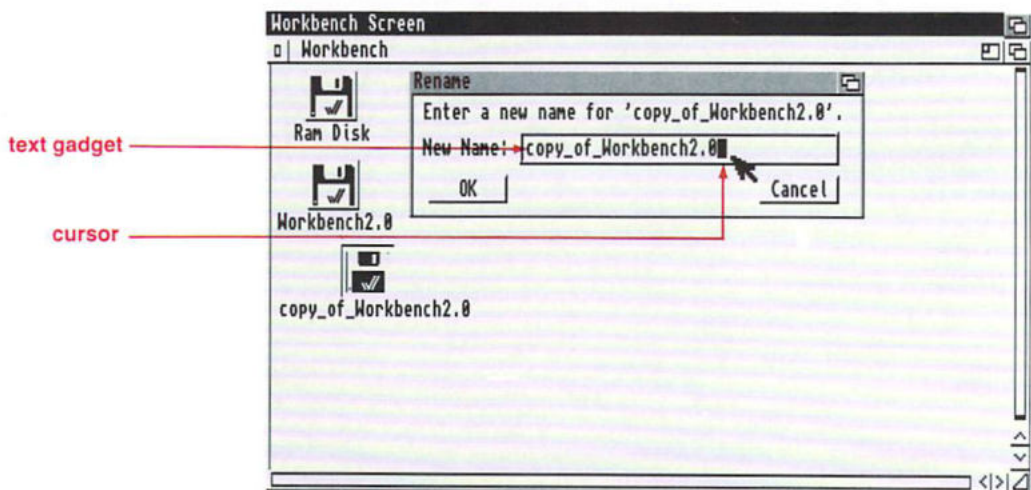 Workbench Screen
Workbench
Rename
Enter a new name for 'copy_of_Workbench2.0'.
Ram Disk
text gadget
New Name:
copy_of_Workbench2.0
OK
Cancel
Workbench2.0
cursor
copy_of_Workbench2.0